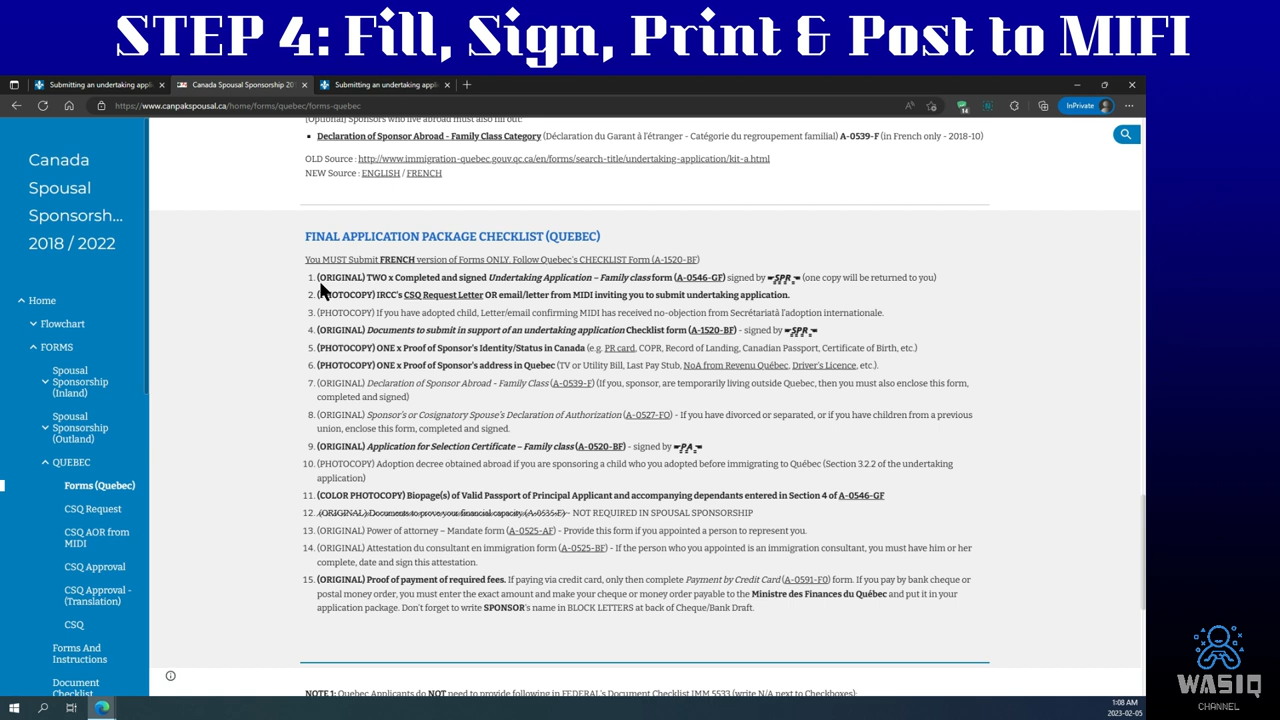 STEP 4: Fill, Sign, Print & Post to MIFI
Submitting an undertaking appli
Canada Spousal Sponsorship 20
Submitting an undertaking appl
https://www.canpakspousal.ca/home/forms/quebec/forms-quebec
14
InPrivate
Canada
Spousal
Sponsorsh...
2018 / 2022
Home
Flowchart
FORMS
Spousal
Sponsorship
(Inland)
Spousal
Sponsorship
(Outland)
QUEBEC
Forms (Quebec)
CSQ Request
CSQ AOR from
MIDI
CSQ Approval
CSQ Approval -
(Translation)
CSQ
Forms And
Instructions
Document
Checklist
(Optional) Sponsors who live abroad must also fill out:
Declaration of Sponsor Abroad - Family Class Category (Déclaration du Garant à l'étranger - Catégorie du regroupement familial) A-0539-F (in French only - 2018-10)
OLD Source : http://www.immigration-quebec.gouv.qc.ca/en/forms/search-title/undertaking-application/kit-a.html
NEW Source : ENGLISH / FRENCH
FINAL APPLICATION PACKAGE CHECKLIST (QUEBEC)
You MUST Submit FRENCH version of Forms ONLY. Follow Quebec's CHECKLIST Form (A-1520-BF)
1. (ORIGINAL) TWO x Completed and signed Undertaking Application – Family class form (A-0546-GF) signed by ☛SPR☚ (one copy will be returned to you)
2. (PHOTOCOPY) IRCC's CSQ Request Letter OR email/letter from MIDI inviting you to submit undertaking application.
3. (PHOTOCOPY) If you have adopted child, Letter/email confirming MIDI has received no-objection from Secrétariat à l'adoption internationale.
4. (ORIGINAL) Documents to submit in support of an undertaking application Checklist form (A-1520-BF) - signed by ☛SPR☚
5. (PHOTOCOPY) ONE x Proof of Sponsor's Identity/Status in Canada (e.g. PR card, COPR, Record of Landing, Canadian Passport, Certificate of Birth, etc.)
6. (PHOTOCOPY) ONE x Proof of Sponsor's address in Quebec (TV or Utility Bill, Last Pay Stub, NoA from Revenu Québec, Driver's Licence, etc.).
7. (ORIGINAL) Declaration of Sponsor Abroad - Family Class (A-0539-F) (If you, sponsor, are temporarily living outside Quebec, then you must also enclose this form,
completed and signed)
8. (ORIGINAL) Sponsor's or Cosignatory Spouse's Declaration of Authorization (A-0527-FO) - If you have divorced or separated, or if you have children from a previous
union, enclose this form, completed and signed.
9. (ORIGINAL) Application for Selection Certificate – Family class (A-0520-BF) - signed by ☛PA☚
10. (PHOTOCOPY) Adoption decree obtained abroad if you are sponsoring a child who you adopted before immigrating to Québec (Section 3.2.2 of the undertaking
application)
11. (COLOR PHOTOCOPY) Biopage(s) of Valid Passport of Principal Applicant and accompanying dependants entered in Section 4 of A-0546-GF
12. (ORIGINAL) Documents to prove your financial capacity (A-0535-F) - NOT REQUIRED IN SPOUSAL SPONSORSHIP
13. (ORIGINAL) Power of attorney – Mandate form (A-0525-AF) - Provide this form if you appointed a person to represent you.
14. (ORIGINAL) Attestation du consultant en immigration form (A-0525-BF) - If the person who you appointed is an immigration consultant, you must have him or her
complete, date and sign this attestation.
15. (ORIGINAL) Proof of payment of required fees. If paying via credit card, only then complete Payment by Credit Card (A-0591-F0) form. If you pay by bank cheque or
postal money order, you must enter the exact amount and make your cheque or money order payable to the Ministre des Finances du Québec and put it in your
application package. Don't forget to write SPONSOR's name in BLOCK LETTERS at back of Cheque/Bank Draft.
NOTE 1: Quebec Applicants do NOT need to provide following in FEDERAL's Document Checklist IMM 5533 (write N/A next to Checkboxes):
1:08 AM
2023-02-05
WASIQ
CHANNEL